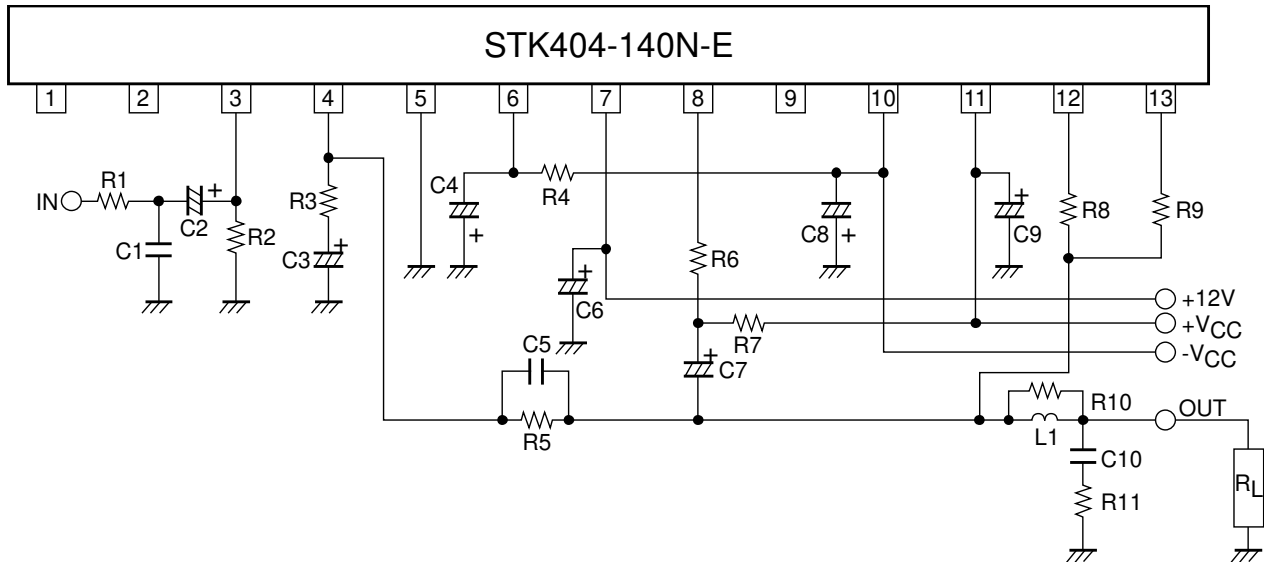 STK404-140N-E
1 2 3 4 5 6 7 8 9 10 11 12 13
IN
R1
C1
C2
+
R2
R3
C3
+
C4
+
R4
C8
+
C9
+
R8
R9
C6
+
R6
R7
C7
+
+12V
+VCC
-VCC
C5
R5
R10
L1
OUT
C10
R11
RL